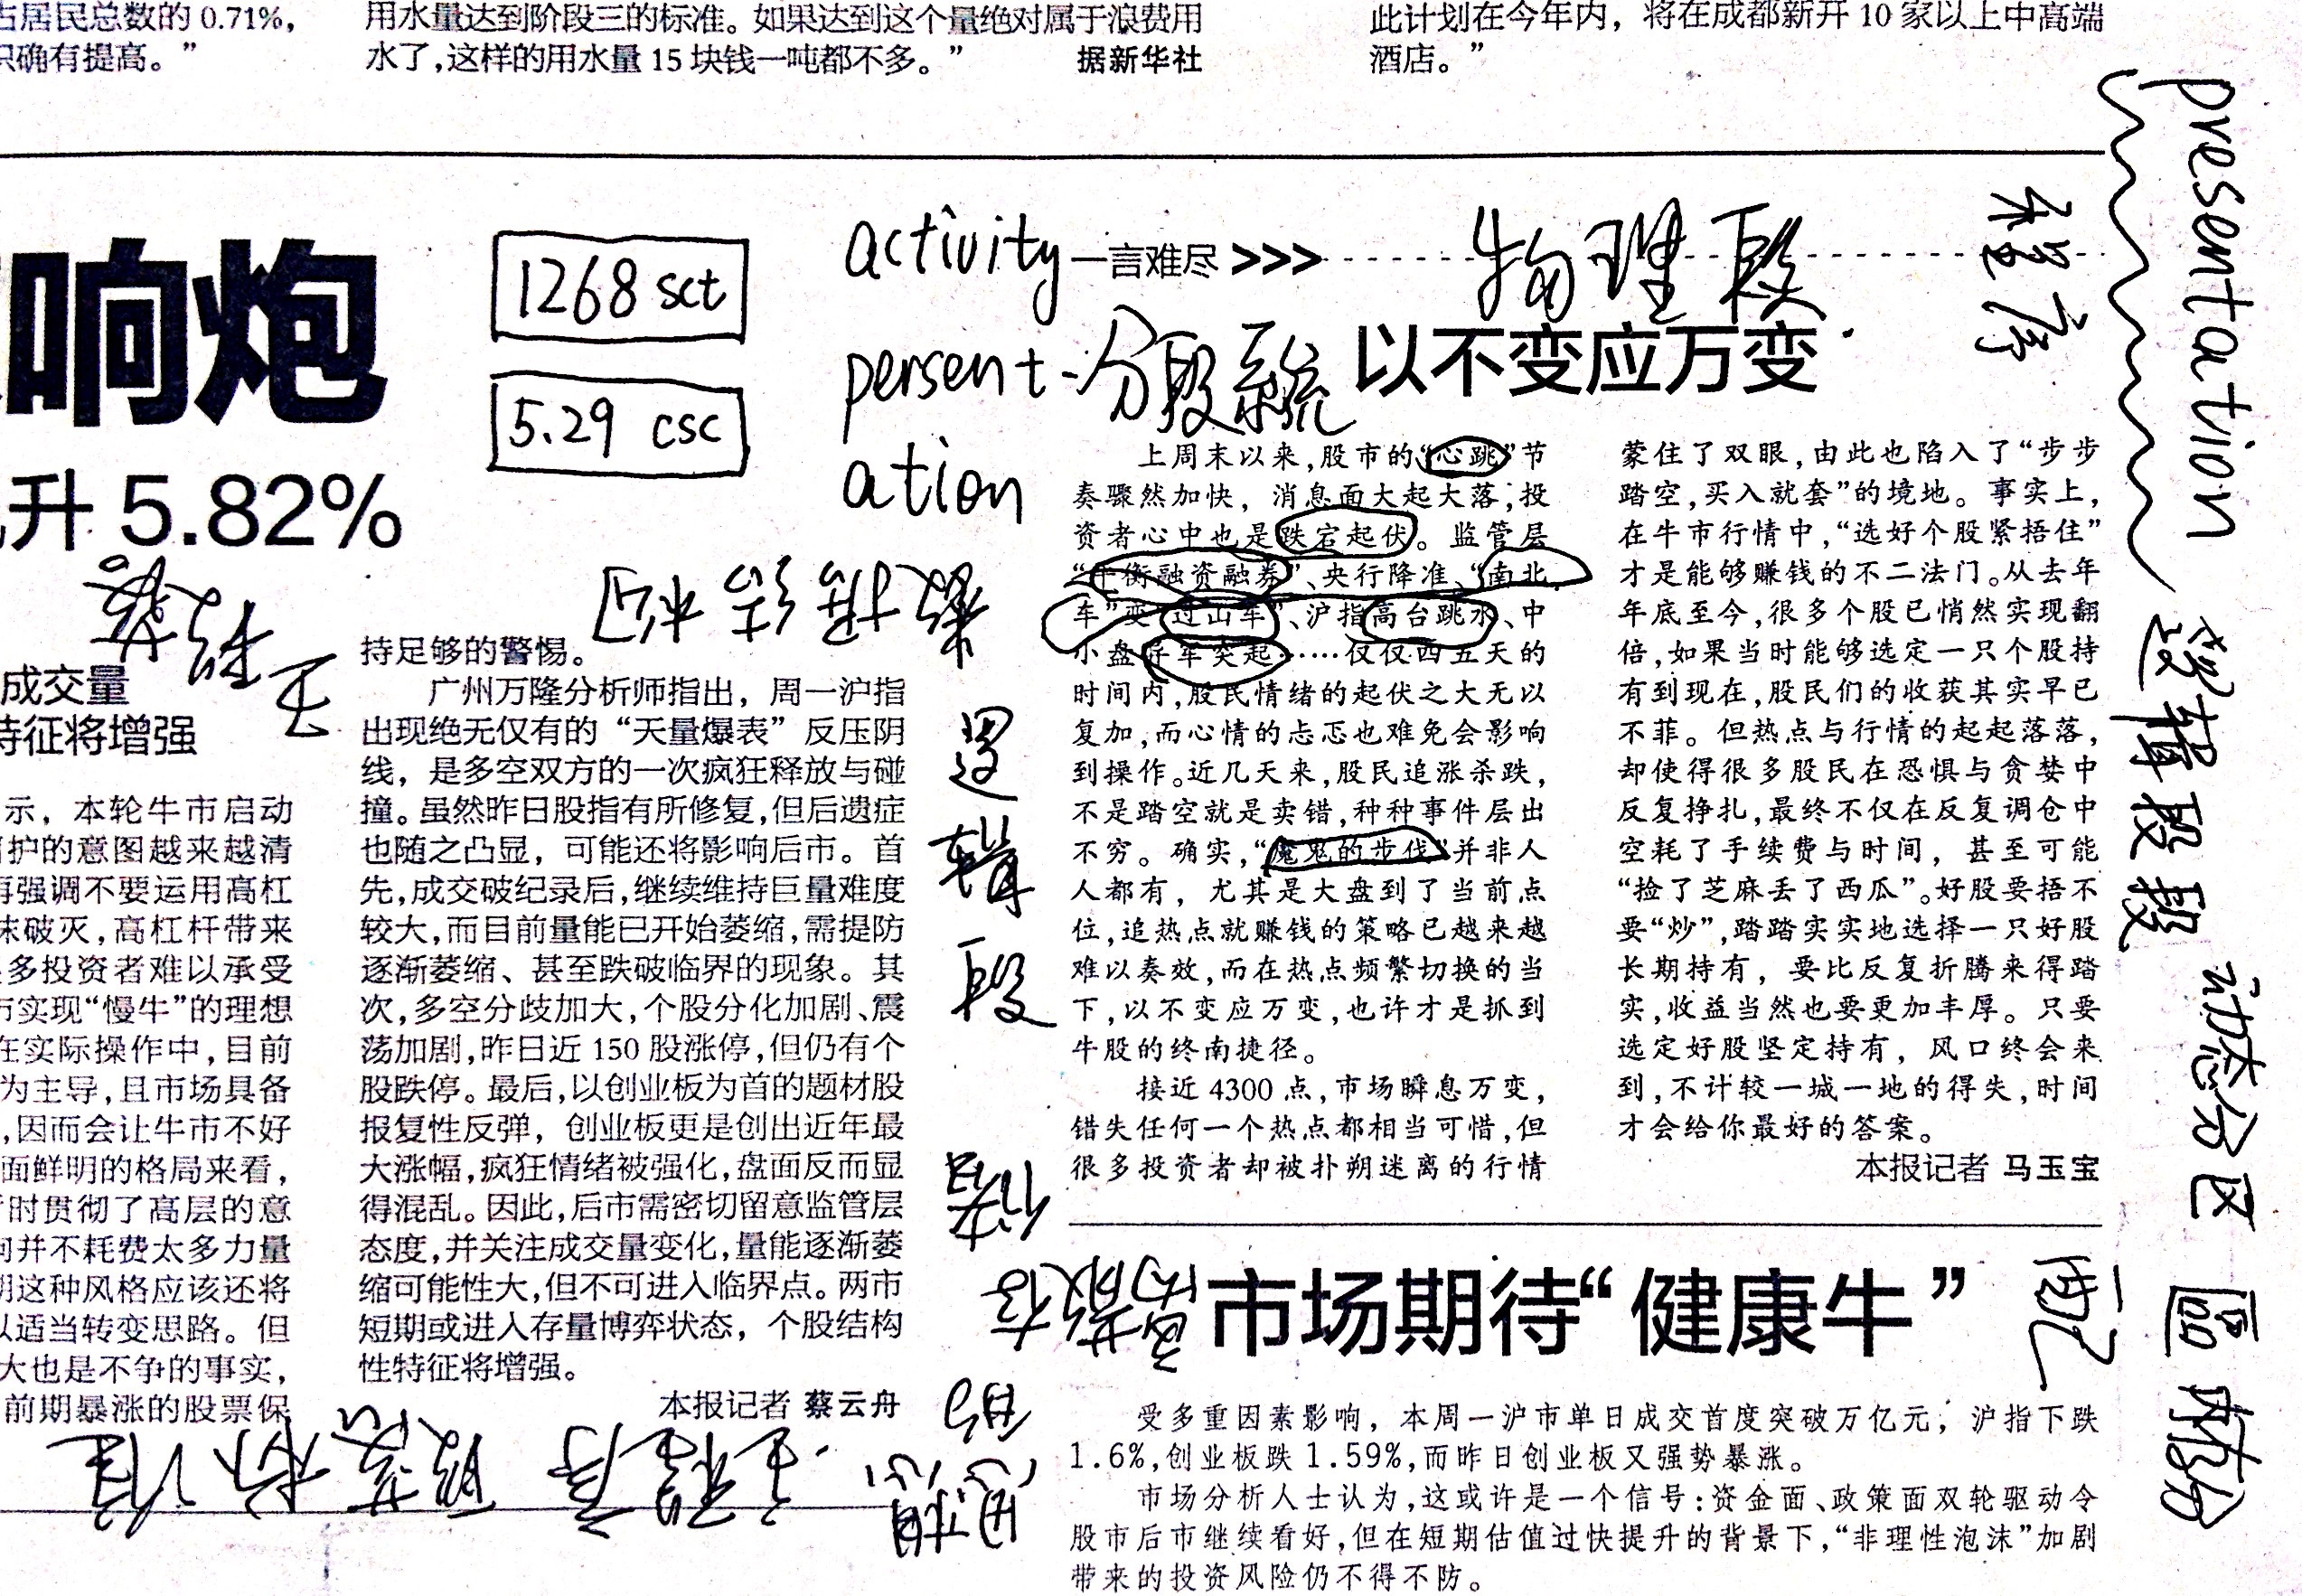 占居民总数的 0.71%,
识确有提高。”
用水量达到阶段三的标准。如果达到这个量绝对属于浪费用
水了,这样的用水量 15 块钱一吨都不多。”
据新华社
此计划在今年内，将在成都新开 10 家以上中高端
酒店。”
响炮
升 5.82%
1268 sct
5.29 csc
activity
persent-
ation
分段系统
物理段
程序
presentation
成交量
特征将增强
示，本轮牛市启动
护的意图越来越清
再强调不要运用高杠
沫破灭,高杠杆带来
多投资者难以承受
市实现“慢牛”的理想
在实际操作中,目前
为主导,且市场具备
,因而会让牛市不好
面鲜明的格局来看,
时贯彻了高层的意
何并不耗费太多力量
明这种风格应该还将
以适当转变思路。但
大也是不争的事实,
前期暴涨的股票保
持足够的警惕。
广州万隆分析师指出，周一沪指
出现绝无仅有的“天量爆表”反压阴
线，是多空双方的一次疯狂释放与碰
撞。虽然昨日股指有所修复,但后遗症
也随之凸显，可能还将影响后市。首
先,成交破纪录后,继续维持巨量难度
较大,而目前量能已开始萎缩,需提防
逐渐萎缩、甚至跌破临界的现象。其
次,多空分歧加大,个股分化加剧、震
荡加剧,昨日近 150 股涨停,但仍有个
股跌停。最后,以创业板为首的题材股
报复性反弹，创业板更是创出近年最
大涨幅,疯狂情绪被强化,盘面反而显
得混乱。因此,后市需密切留意监管层
态度,并关注成交量变化,量能逐渐萎
缩可能性大,但不可进入临界点。两市
短期或进入存量博弈状态，个股结构
性特征将增强。
本报记者 蔡云舟
逻辑段
离散存
储
思想
一言难尽 >>>
以不变应万变
上周末以来,股市的“心跳”节
奏骤然加快，消息面大起大落,投
资者心中也是跌宕起伏。监管层
“平衡融资融券”、央行降准、“南北
车”变“过山车”、沪指高台跳水、中
小盘异军突起……仅仅四五天的
时间内,股民情绪的起伏之大无以
复加,而心情的忐忑也难免会影响
到操作。近几天来,股民追涨杀跌,
不是踏空就是卖错,种种事件层出
不穷。确实,“魔鬼的步伐”并非人
人都有，尤其是大盘到了当前点
位,追热点就赚钱的策略已越来越
难以奏效,而在热点频繁切换的当
下,以不变应万变,也许才是抓到
牛股的终南捷径。
接近 4300 点,市场瞬息万变,
错失任何一个热点都相当可惜,但
很多投资者却被扑朔迷离的行情
蒙住了双眼,由此也陷入了“步步
踏空,买入就套”的境地。事实上,
在牛市行情中,“选好个股紧捂住”
才是能够赚钱的不二法门。从去年
年底至今,很多个股已悄然实现翻
倍,如果当时能够选定一只个股持
有到现在,股民们的收获其实早已
不菲。但热点与行情的起起落落,
却使得很多股民在恐惧与贪婪中
反复挣扎,最终不仅在反复调仓中
空耗了手续费与时间，甚至可能
“捡了芝麻丢了西瓜”。好股要捂不
要“炒”,踏踏实实地选择一只好股
长期持有，要比反复折腾来得踏
实,收益当然也要更加丰厚。只要
选定好股坚定持有，风口终会来
到,不计较一城一地的得失,时间
才会给你最好的答案。
本报记者 马玉宝
动态分区
市场期待“健康牛”
受多重因素影响，本周一沪市单日成交首度突破万亿元，沪指下跌
1.6%,创业板跌 1.59%,而昨日创业板又强势暴涨。
市场分析人士认为,这或许是一个信号:资金面、政策面双轮驱动令
股市后市继续看好,但在短期估值过快提升的背景下,“非理性泡沫”加剧
带来的投资风险仍不得不防。